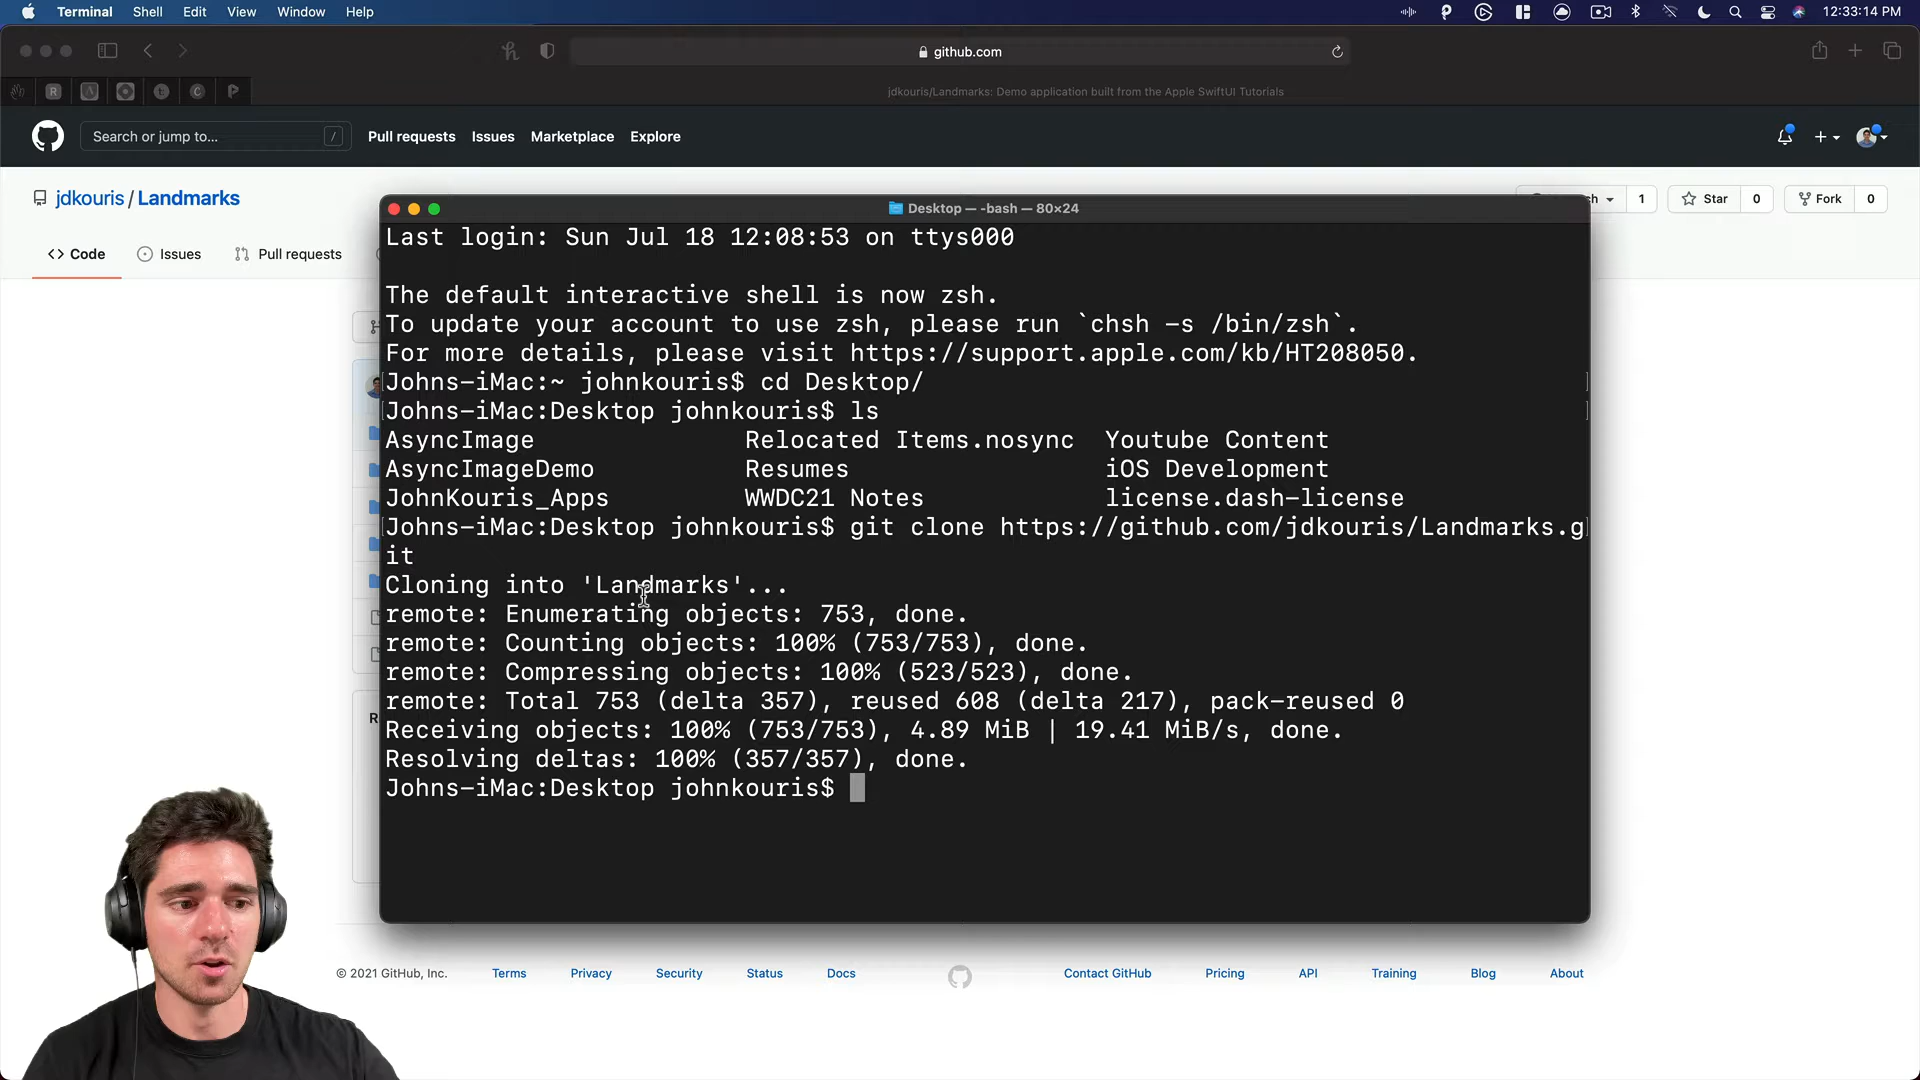 Terminal Shell Edit View Window Help 12:33:14 PM
github.com
R C
jdkouris/Landmarks: Demo application built from the Apple SwiftUI Tutorials
Search or jump to... / Pull requests Issues Marketplace Explore
jdkouris / Landmarks
ch 1 Star 0 Fork 0
Code Issues Pull requests
Desktop — -bash — 80×24
Last login: Sun Jul 18 12:08:53 on ttys000
The default interactive shell is now zsh.
To update your account to use zsh, please run `chsh -s /bin/zsh`.
For more details, please visit https://support.apple.com/kb/HT208050.
Johns-iMac:~ johnkouris$ cd Desktop/
Johns-iMac:Desktop johnkouris$ ls
AsyncImage Relocated Items.nosync Youtube Content
AsyncImageDemo Resumes iOS Development
JohnKouris_Apps WWDC21 Notes license.dash-license
Johns-iMac:Desktop johnkouris$ git clone https://github.com/jdkouris/Landmarks.g
it
Cloning into 'Landmarks'...
remote: Enumerating objects: 753, done.
remote: Counting objects: 100% (753/753), done.
remote: Compressing objects: 100% (523/523), done.
remote: Total 753 (delta 357), reused 608 (delta 217), pack-reused 0
Receiving objects: 100% (753/753), 4.89 MiB | 19.41 MiB/s, done.
Resolving deltas: 100% (357/357), done.
Johns-iMac:Desktop johnkouris$
© 2021 GitHub, Inc. Terms Privacy Security Status Docs Contact GitHub Pricing API Training Blog About